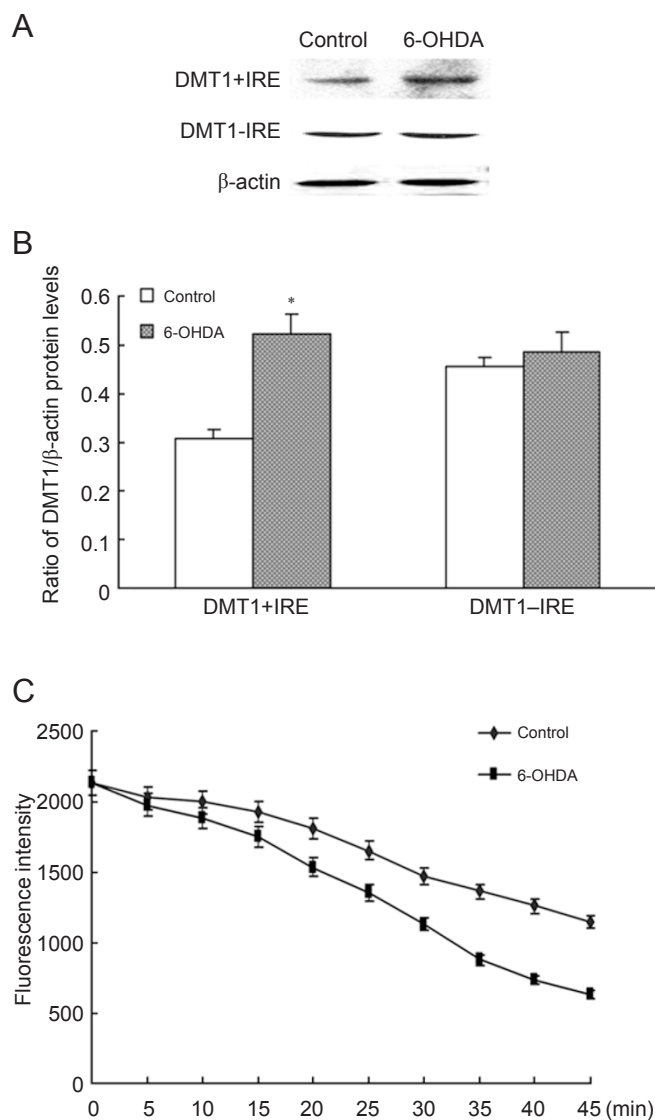 A
Control 6-OHDA
DMT1+IRE
DMT1-IRE
β-actin
B
Ratio of DMT1/β-actin protein levels
0.6
0.5
0.4
0.3
0.2
0.1
0
Control
6-OHDA
*
DMT1+IRE DMT1–IRE
C
Fluorescence intensity
2500
2000
1500
1000
500
0
Control
6-OHDA
0 5 10 15 20 25 30 35 40 45 (min)